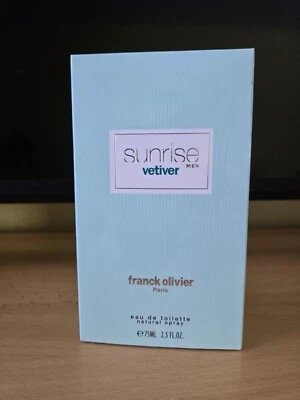 sunrise
MEN
vetiver
franck olivier
Paris
eau de toilette
natural spray
℮75ML 2.5 FL.OZ.